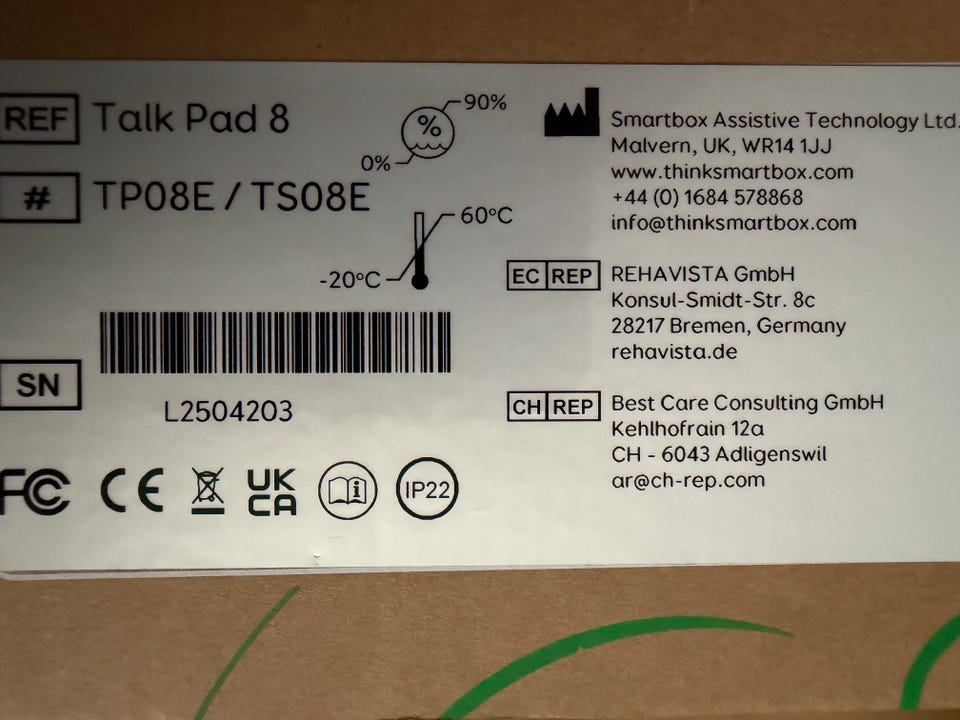 REF Talk Pad 8
# TP08E / TS08E
% 90%
0%
60°C
-20°C
SN
L2504203
FC CE UK CA i IP22
Smartbox Assistive Technology Ltd.
Malvern, UK, WR14 1JJ
www.thinksmartbox.com
+44 (0) 1684 578868
info@thinksmartbox.com
EC REP REHAVISTA GmbH
Konsul-Smidt-Str. 8c
28217 Bremen, Germany
rehavista.de
CH REP Best Care Consulting GmbH
Kehlhofrain 12a
CH - 6043 Adligenswil
ar@ch-rep.com